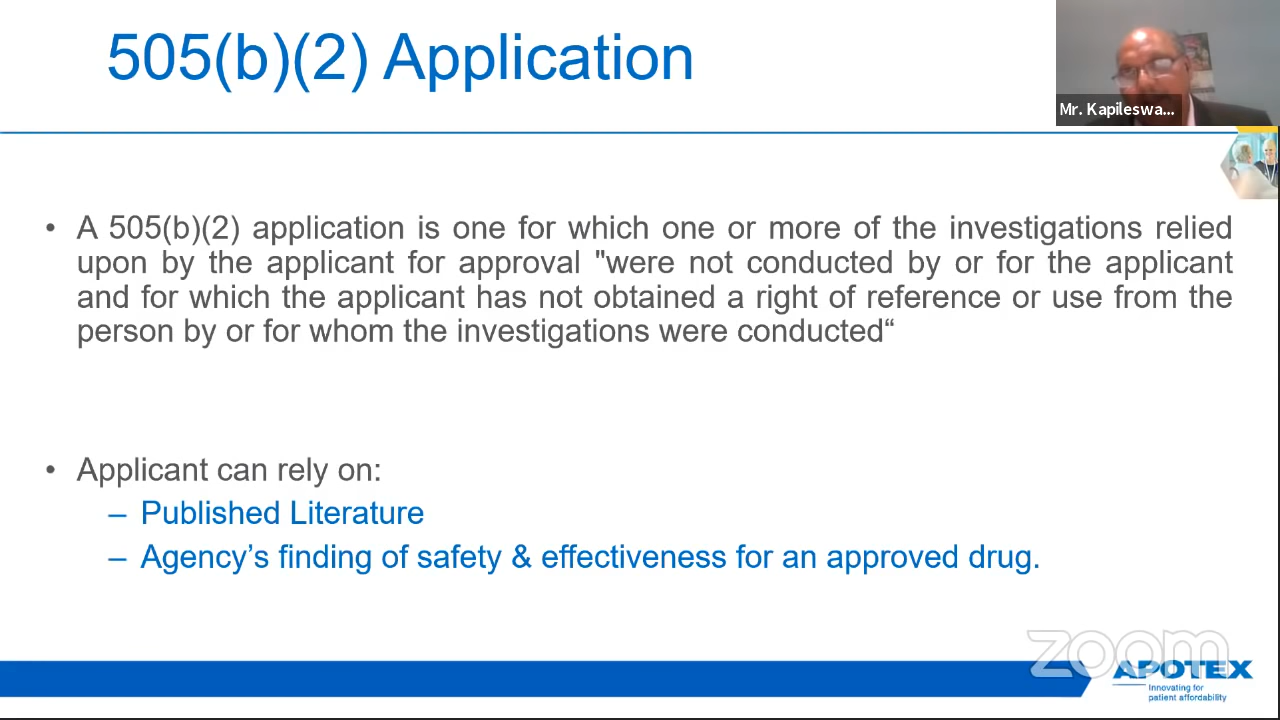 505(b)(2) Application
Mr. Kapileswa...
• A 505(b)(2) application is one for which one or more of the investigations relied
upon by the applicant for approval "were not conducted by or for the applicant
and for which the applicant has not obtained a right of reference or use from the
person by or for whom the investigations were conducted“
• Applicant can rely on:
– Published Literature
– Agency’s finding of safety & effectiveness for an approved drug.
zoom
APOTEX
Innovating for
patient affordability